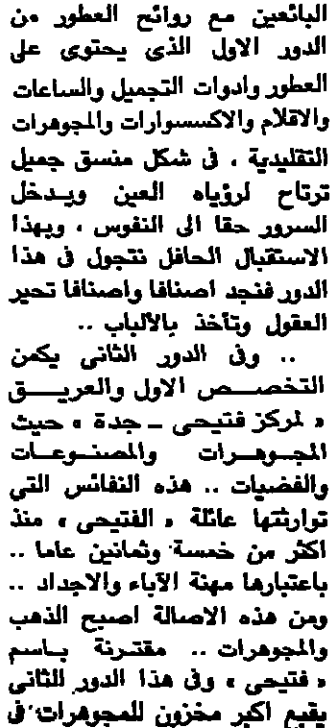 البائعين مع روائح العطور من
الدور الاول الذى يحتوى على
العطور وادوات التجميل والساعات
والاقلام والاكسسوارات والمجوهرات
التقليدية ، فى شكل منسق جميل
ترتاح لرؤياه العين ويدخل
السرور حقا الى النفوس ، وبهذا
الاستقبال الحافل نتجول فى هذا
الدور فنجد اصنافا واصنافا تحير
العقول وتأخذ بالألباب ..
.. وفى الدور الثانى يكمن
التخصص الاول والعريق
« لمركز فتيحى ـ جدة » حيث
المجوهرات والمصنوعات
والفضيات .. هذه النفائس التي
توارثتها عائلة « الفتيحى » منذ
اكثر من خمسة وثمانين عاما ..
باعتبارها مهنة الآباء والاجداد ..
ومن هذه الاصالة اصبح الذهب
والمجوهرات .. مقترنة باسم
« فتيحى » وفى هذا الدور الثانى
يقبع اكبر مخزون للمجوهرات فى